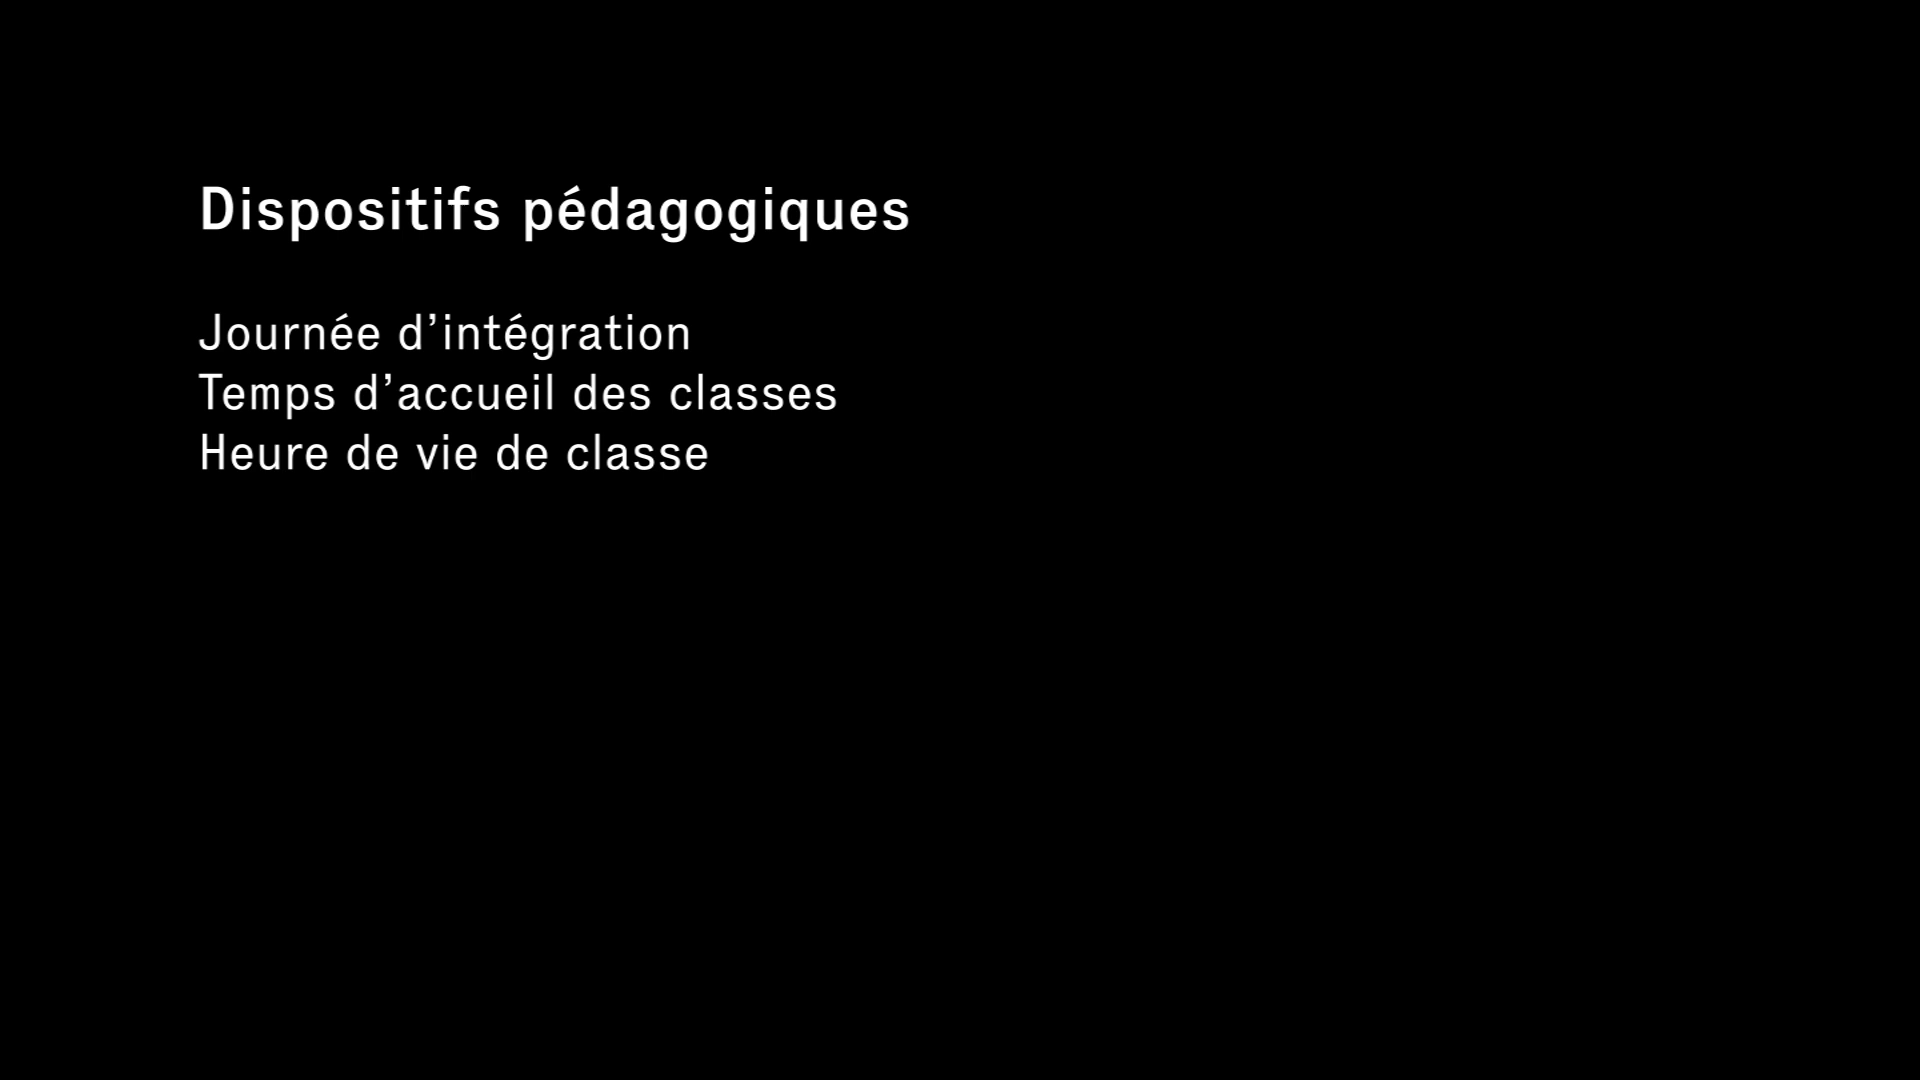 Dispositifs pédagogiques
Journée d’intégration
Temps d’accueil des classes
Heure de vie de classe